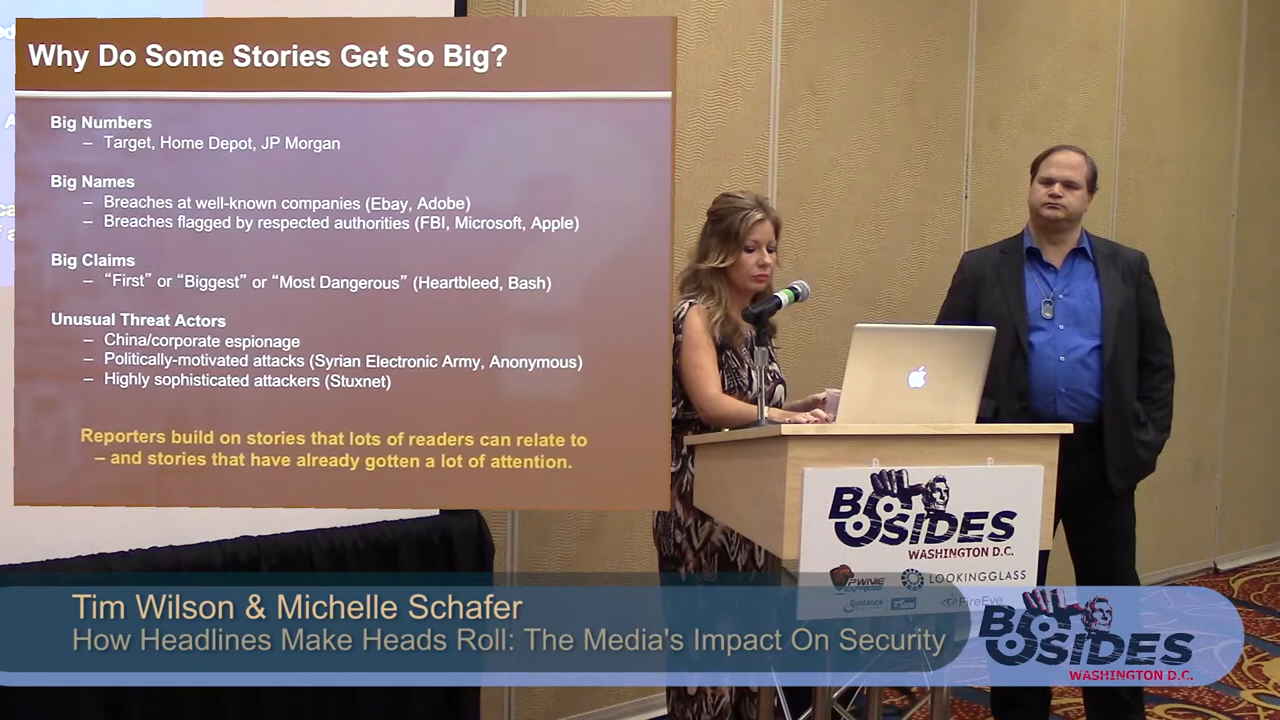 Why Do Some Stories Get So Big?
Big Numbers
– Target, Home Depot, JP Morgan
Big Names
– Breaches at well-known companies (Ebay, Adobe)
– Breaches flagged by respected authorities (FBI, Microsoft, Apple)
Big Claims
– “First” or “Biggest” or “Most Dangerous” (Heartbleed, Bash)
Unusual Threat Actors
– China/corporate espionage
– Politically-motivated attacks (Syrian Electronic Army, Anonymous)
– Highly sophisticated attackers (Stuxnet)
Reporters build on stories that lots of readers can relate to
– and stories that have already gotten a lot of attention.
BSIDES
WASHINGTON D.C.
PWNIE EXPRESS
LOOKINGGLASS
Guidance
FireEye
Tim Wilson & Michelle Schafer
How Headlines Make Heads Roll: The Media's Impact On Security
BSIDES
WASHINGTON D.C.